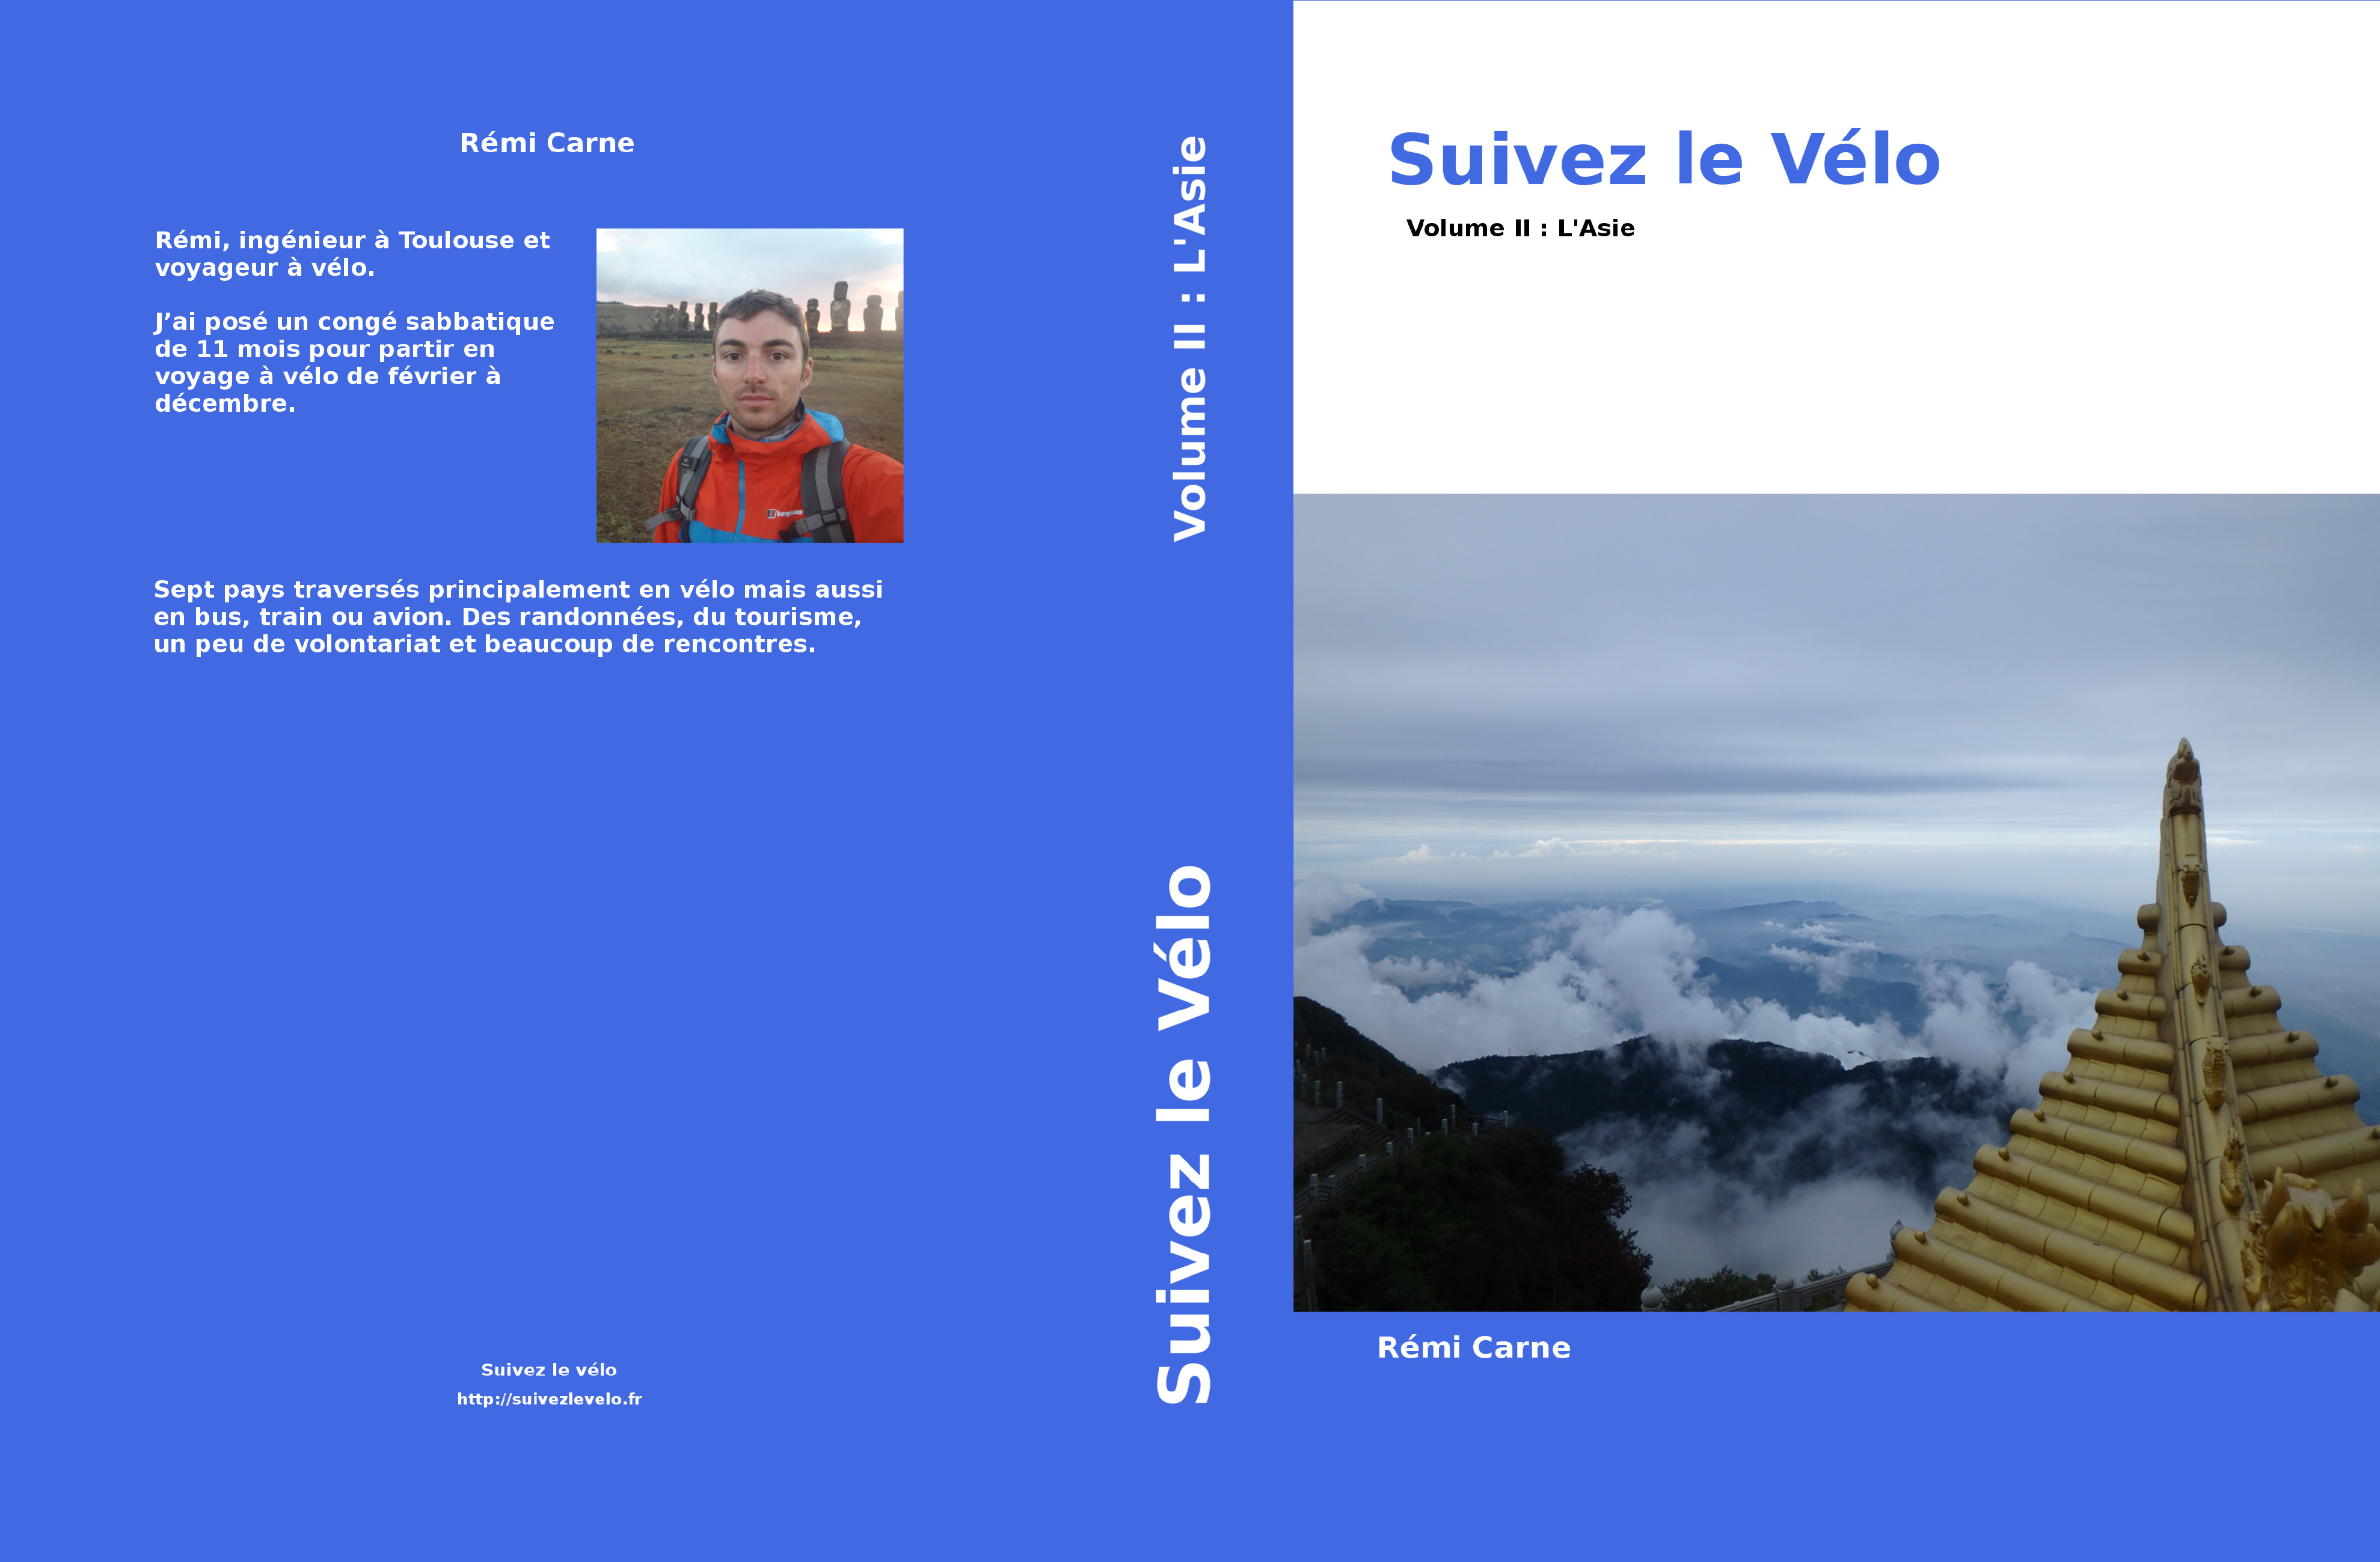 Rémi Carne
Rémi, ingénieur à Toulouse et
voyageur à vélo.
J’ai posé un congé sabbatique
de 11 mois pour partir en
voyage à vélo de février à
décembre.
Sept pays traversés principalement en vélo mais aussi
en bus, train ou avion. Des randonnées, du tourisme,
un peu de volontariat et beaucoup de rencontres.
Suivez le vélo
http://suivezlevelo.fr
Suivez le Vélo
Volume II : L'Asie
Suivez le Vélo
Volume II : L'Asie
Rémi Carne